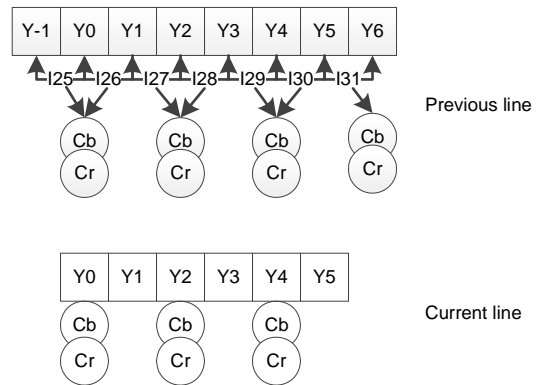 Y-1 Y0 Y1 Y2 Y3 Y4 Y5 Y6
I25 I26 I27 I28 I29 I30 I31
Previous line
Cb Cb Cb Cb
Cr Cr Cr Cr
Y0 Y1 Y2 Y3 Y4 Y5
Current line
Cb Cb Cb
Cr Cr Cr